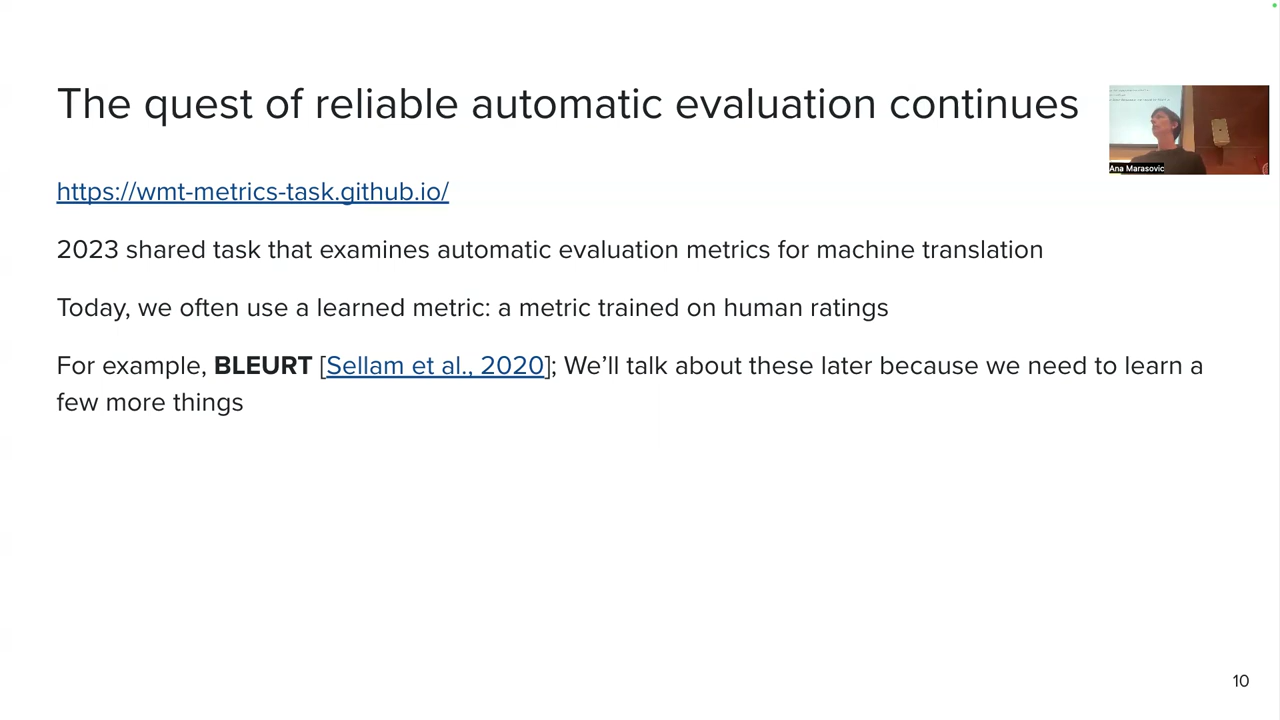 The quest of reliable automatic evaluation continues
Ana Marasovic
https://wmt-metrics-task.github.io/
2023 shared task that examines automatic evaluation metrics for machine translation
Today, we often use a learned metric: a metric trained on human ratings
For example, BLEURT [Sellam et al., 2020]; We’ll talk about these later because we need to learn a
few more things
10